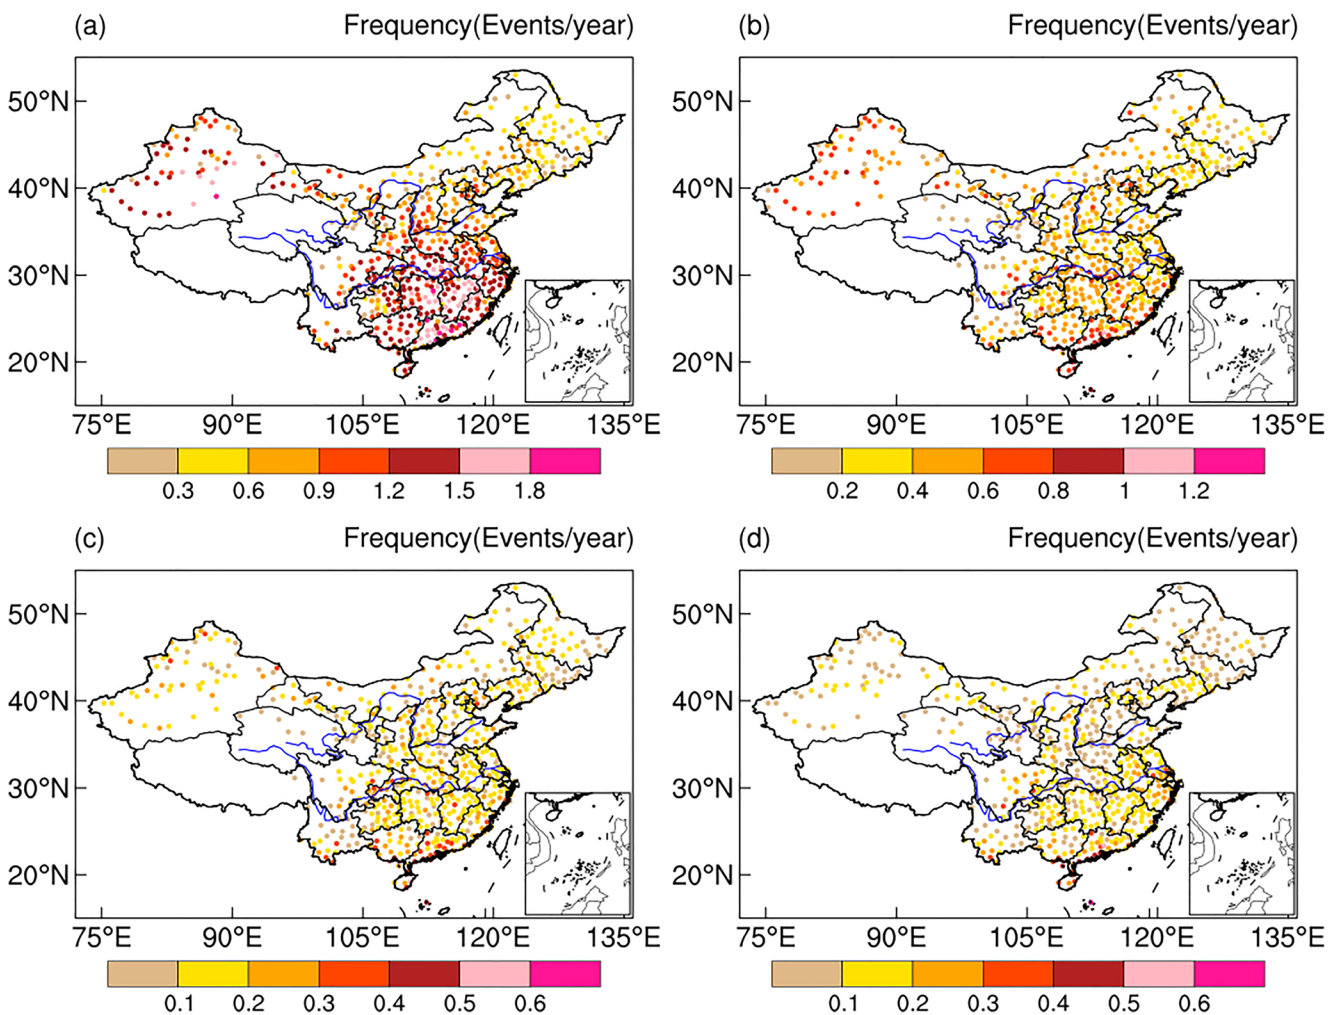 (a) Frequency(Events/year)
(b) Frequency(Events/year)
50°N
40°N
30°N
20°N
75°E 90°E 105°E 120°E 135°E
0.3 0.6 0.9 1.2 1.5 1.8
50°N
40°N
30°N
20°N
75°E 90°E 105°E 120°E 135°E
0.2 0.4 0.6 0.8 1 1.2
(c) Frequency(Events/year)
(d) Frequency(Events/year)
50°N
40°N
30°N
20°N
75°E 90°E 105°E 120°E 135°E
0.1 0.2 0.3 0.4 0.5 0.6
50°N
40°N
30°N
20°N
75°E 90°E 105°E 120°E 135°E
0.1 0.2 0.3 0.4 0.5 0.6